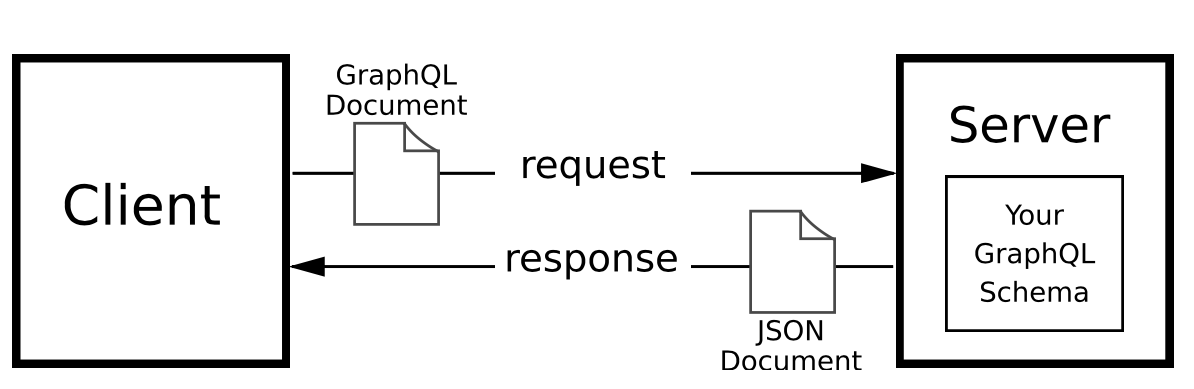 GraphQL
Document
Client
request
response
JSON
Document
Server
Your
GraphQL
Schema